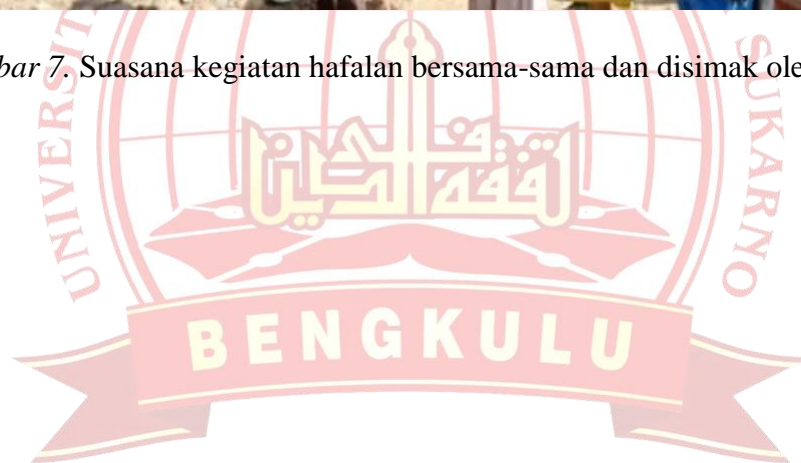 bar 7. Suasana kegiatan hafalan bersama-sama dan disimak ole
UNIVERSIT
SUKARNO
BENGKULU